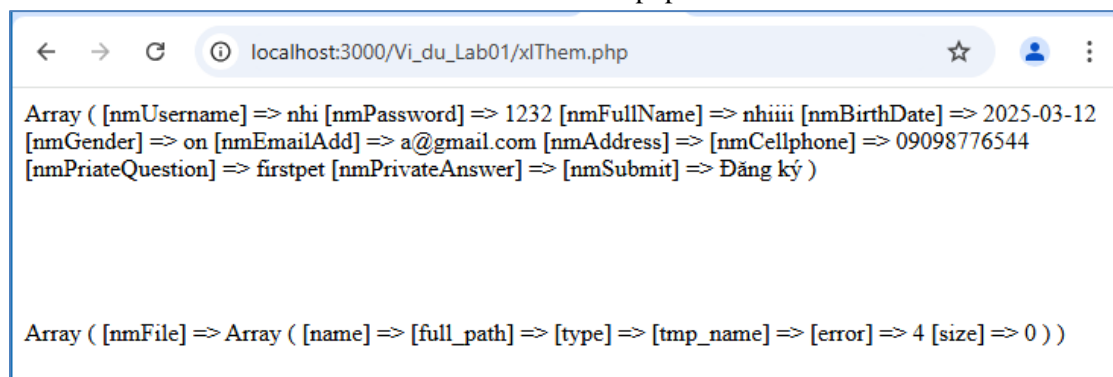 localhost:3000/Vi_du_Lab01/xlThem.php
Array ( [nmUsername] => nhi [nmPassword] => 1232 [nmFullName] => nhiiii [nmBirthDate] => 2025-03-12
[nmGender] => on [nmEmailAdd] => a@gmail.com [nmAddress] => [nmCellphone] => 09098776544
[nmPriateQuestion] => firstpet [nmPrivateAnswer] => [nmSubmit] => Đăng ký )
Array ( [nmFile] => Array ( [name] => [full_path] => [type] => [tmp_name] => [error] => 4 [size] => 0 ) )